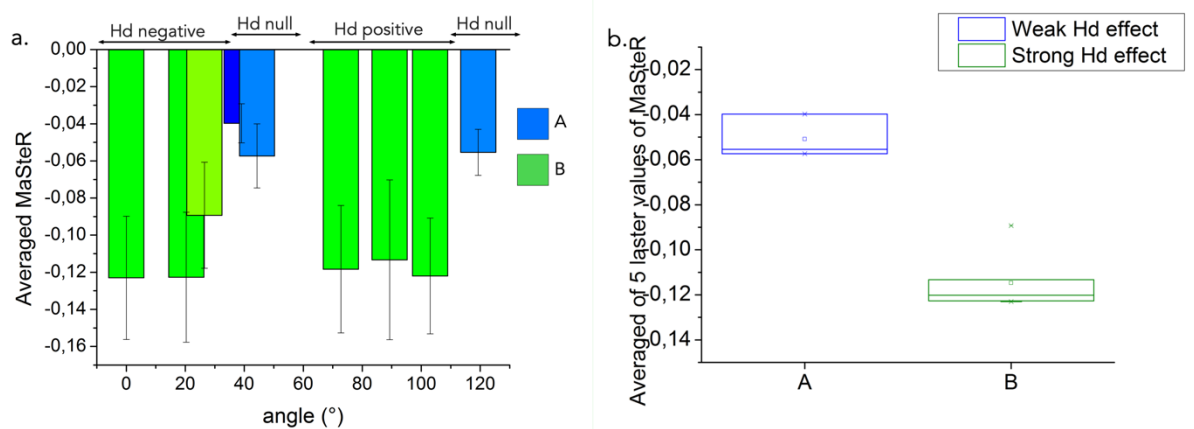 a.
Hd negative
Hd null
Hd positive
Hd null
0,00
-0,02
-0,04
-0,06
-0,08
-0,10
-0,12
-0,14
-0,16
Averaged MaSteR
0 20 40 60 80 100 120
angle (°)
A
B
b.
Weak Hd effect
Strong Hd effect
-0,02
-0,04
-0,06
-0,08
-0,10
-0,12
-0,14
Averaged of 5 laster values of MaSteR
A B